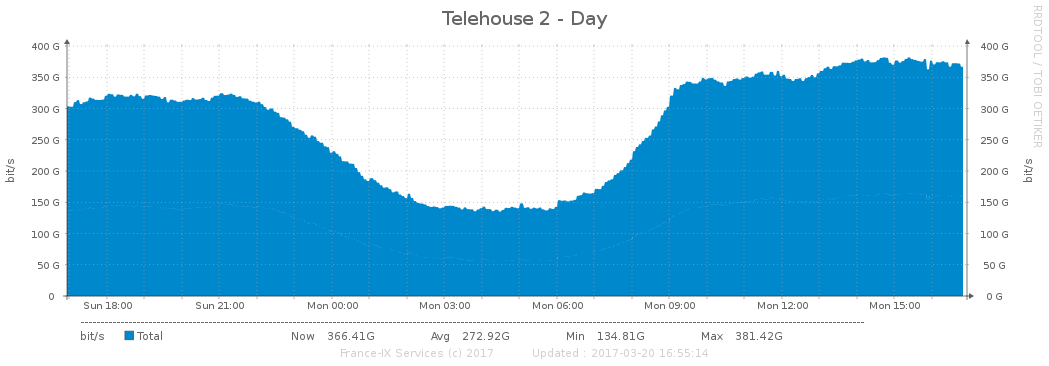 Telehouse 2 - Day
RRDTOOL / TOBI OETIKER
bit/s
400 G
350 G
300 G
250 G
200 G
150 G
100 G
50 G
0
400 G
350 G
300 G
250 G
200 G
150 G
100 G
50 G
0 G
bit/s
Sun 18:00 Sun 21:00 Mon 00:00 Mon 03:00 Mon 06:00 Mon 09:00 Mon 12:00 Mon 15:00
bit/s Total Now 366.41G Avg 272.92G Min 134.81G Max 381.42G
France-IX Services (c) 2017 Updated : 2017-03-20 16:55:14